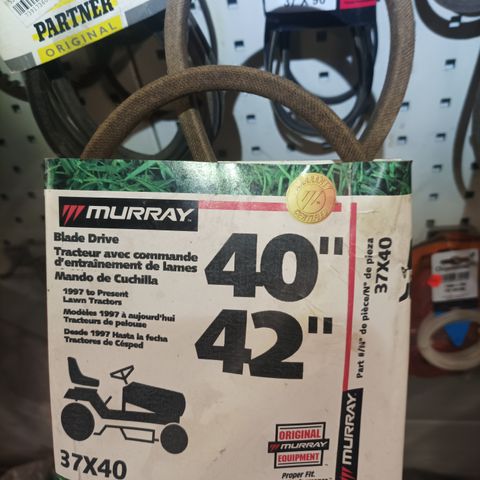 PARTNER
ORIGINAL
37 X 90
MURRAY
Blade Drive
Tracteur avec commande
d'entraînement de lames
Mando de Cuchilla
1997 to Present
Lawn Tractors
Modèles 1997 à aujourd'hui
Tracteurs de pelouse
Desde 1997 Hasta la fecha
Tractores de Césped
40"
42"
37X40
ORIGINAL
MURRAY
EQUIPMENT
Proper Fit.
Part #/N° de pièce/N° de pieza
37X40
MURRAY